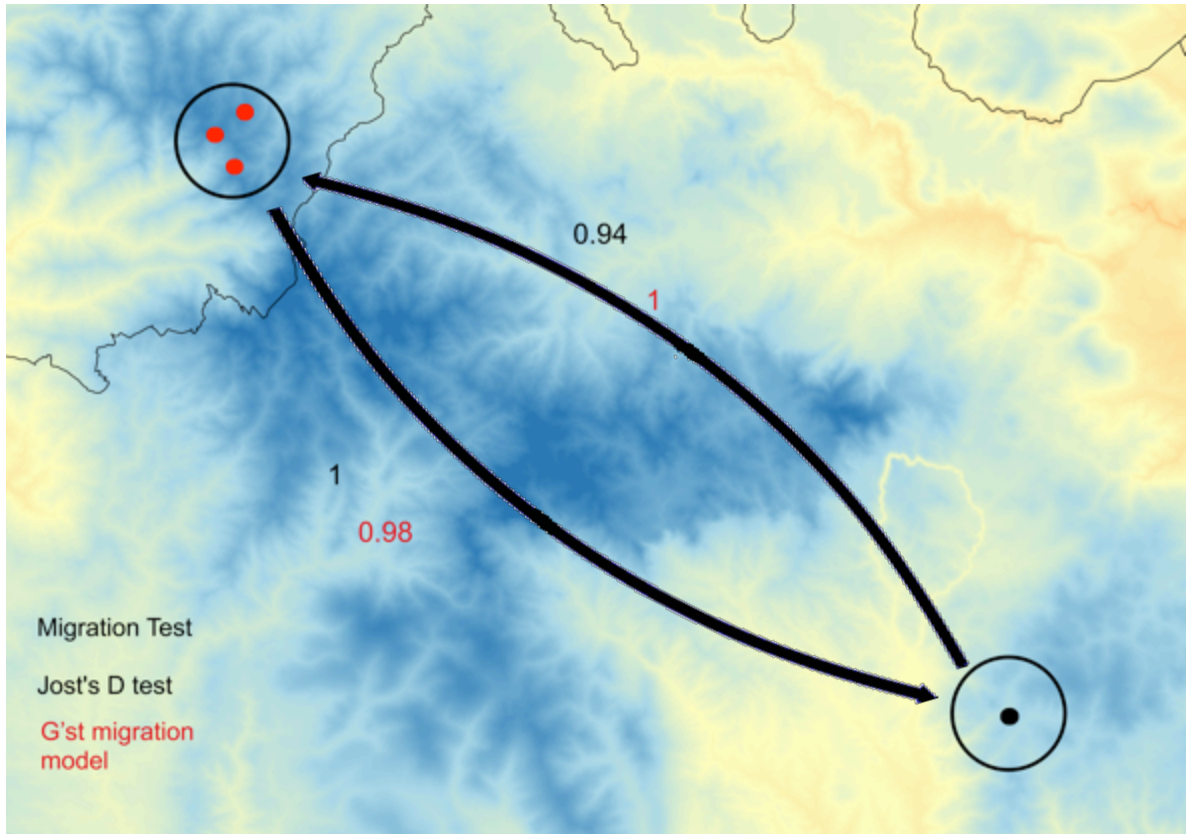 0.94
1
1
0.98
Migration Test
Jost's D test
G'st migration
model